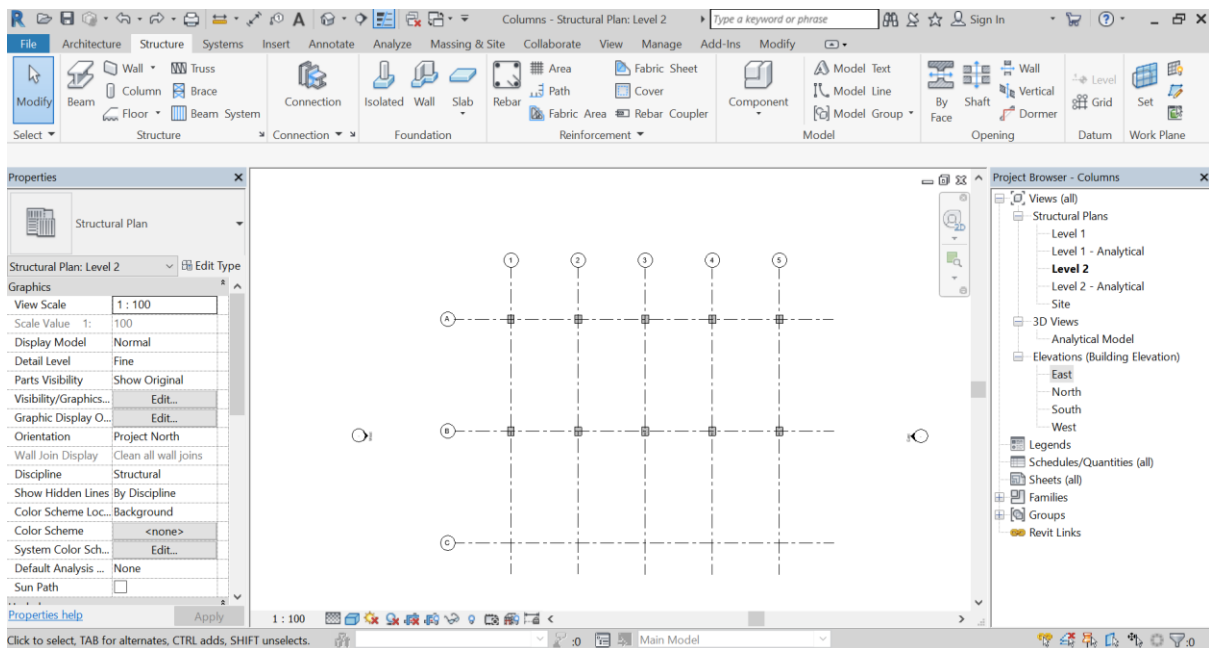 Columns - Structural Plan: Level 2 Type a keyword or phrase Sign In
File Architecture Structure Systems Insert Annotate Analyze Massing & Site Collaborate View Manage Add-Ins Modify
Modify
Select
Beam
Wall Truss
Column Brace
Floor Beam System
Structure
Connection
Connection
Isolated Wall Slab
Foundation
Rebar
Area Fabric Sheet
Path Cover
Fabric Area Rebar Coupler
Reinforcement
Component
Model Text
Model Line
Model Group
Model
By Face
Shaft
Wall
Vertical
Dormer
Opening
Level
Grid
Datum
Set
Work Plane
Properties
Structural Plan
Structural Plan: Level 2 Edit Type
Graphics
View Scale 1 : 100
Scale Value 1: 100
Display Model Normal
Detail Level Fine
Parts Visibility Show Original
Visibility/Graphics... Edit...
Graphic Display O... Edit...
Orientation Project North
Wall Join Display Clean all wall joins
Discipline Structural
Show Hidden Lines By Discipline
Color Scheme Loc... Background
Color Scheme <none>
System Color Sch... Edit...
Default Analysis ... None
Sun Path
Properties help Apply
2D
1 2 3 4 5
A
B
C
1 : 100
Project Browser - Columns
Views (all)
Structural Plans
Level 1
Level 1 - Analytical
Level 2
Level 2 - Analytical
Site
3D Views
Analytical Model
Elevations (Building Elevation)
East
North
South
West
Legends
Schedules/Quantities (all)
Sheets (all)
Families
Groups
Revit Links
Click to select, TAB for alternates, CTRL adds, SHIFT unselects. :0 Main Model :0